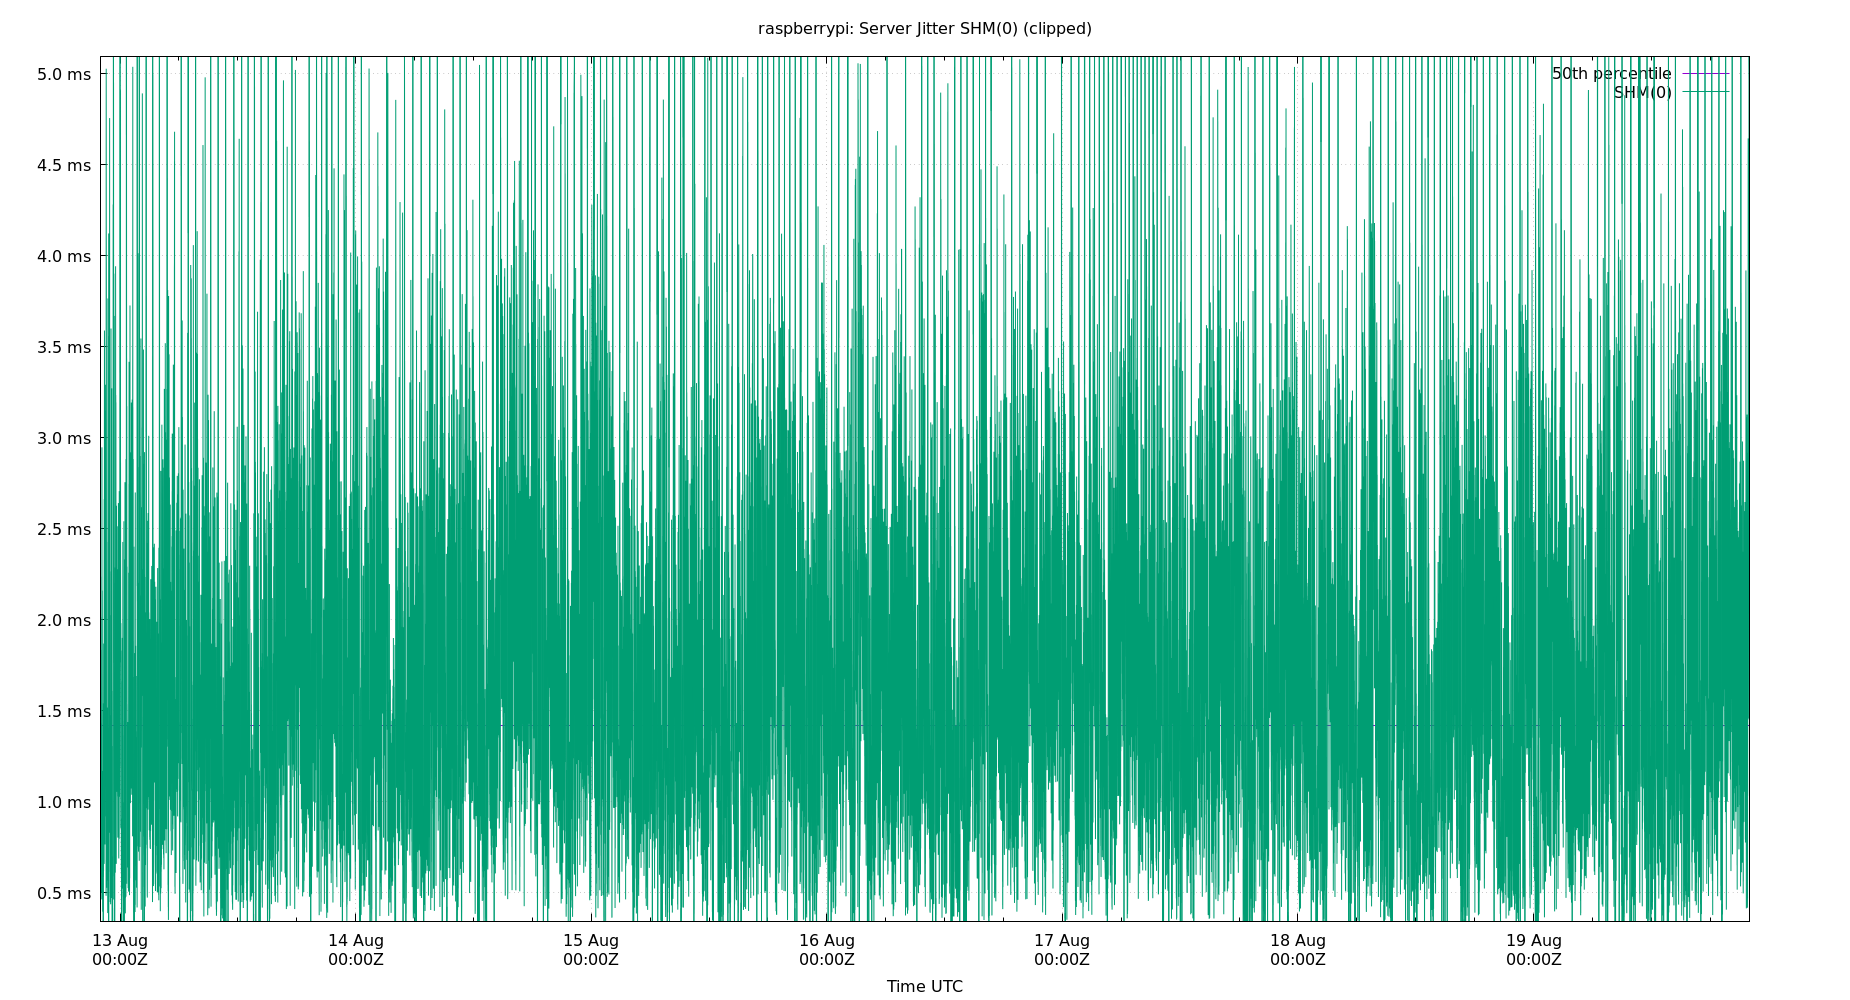 raspberrypi: Server Jitter SHM(0) (clipped)
5.0 ms
50th percentile
SHM(0)
4.5 ms
4.0 ms
3.5 ms
3.0 ms
2.5 ms
2.0 ms
1.5 ms
1.0 ms
0.5 ms
13 Aug 14 Aug 15 Aug 16 Aug 17 Aug 18 Aug 19 Aug
00:00Z 00:00Z 00:00Z 00:00Z 00:00Z 00:00Z 00:00Z
Time UTC